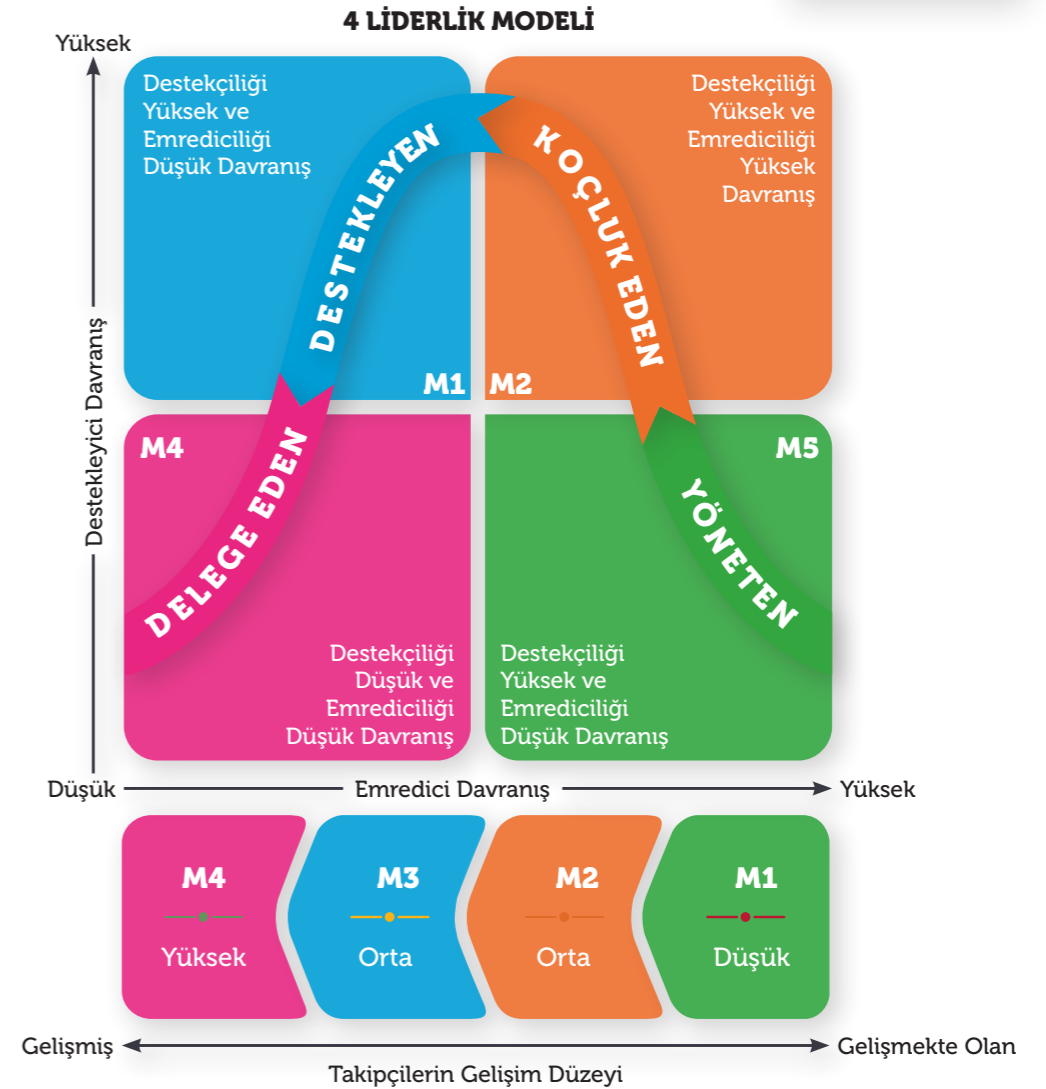 4 LİDERLİK MODELİ
Yüksek
Destekçiliği
Yüksek ve
Emrediciliği
Düşük Davranış
DESTEKLEYEN
M1
Destekçiliği
Yüksek ve
Emrediciliği
Yüksek
Davranış
KOÇLUK EDEN
M2
Destekleyici Davranış
M4
DELEGE EDEN
Destekçiliği
Düşük ve
Emrediciliği
Düşük Davranış
M5
YÖNETEN
Destekçiliği
Yüksek ve
Emrediciliği
Düşük Davranış
Düşük
Emredici Davranış
Yüksek
M4
Yüksek
M3
Orta
M2
Orta
M1
Düşük
Gelişmiş
Gelişmekte Olan
Takipçilerin Gelişim Düzeyi